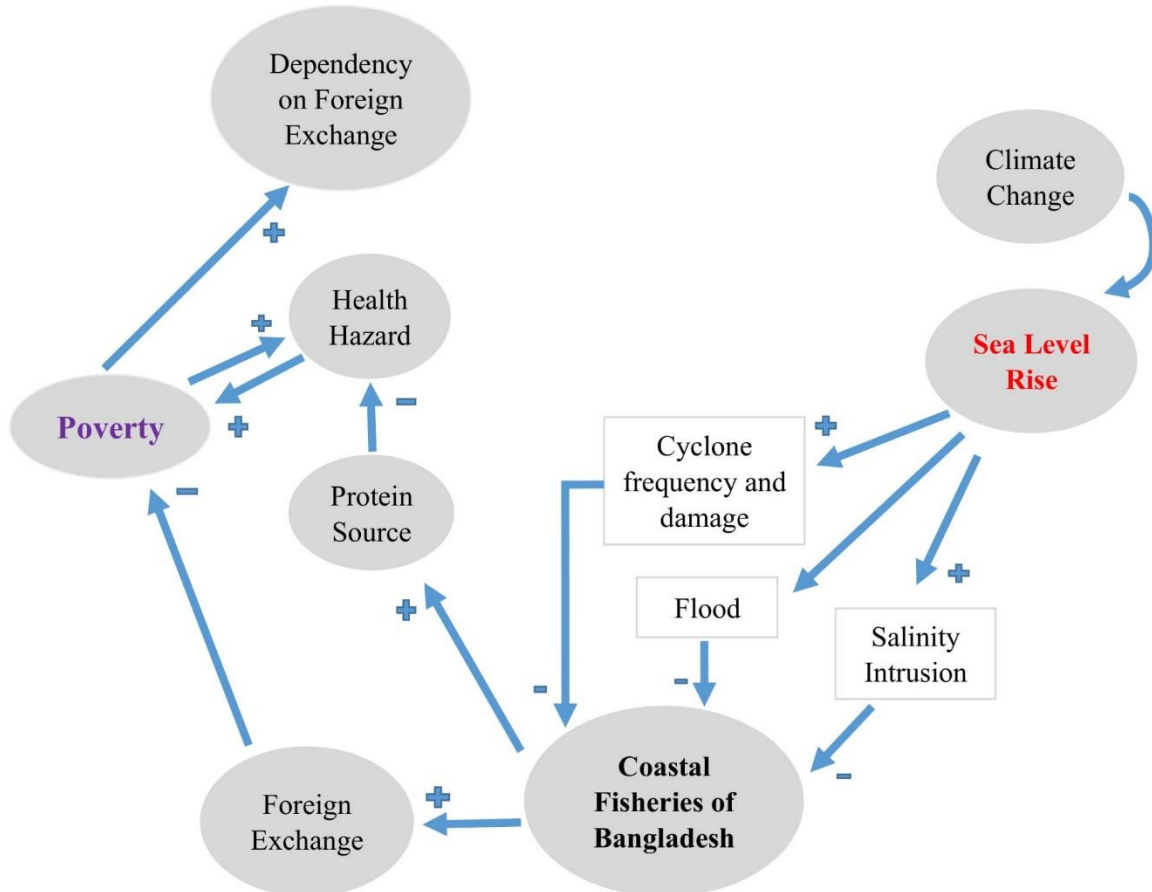 Dependency
on Foreign
Exchange
Climate
Change
Health
Hazard
Sea Level
Rise
Poverty
Cyclone
frequency and
damage
Protein
Source
Flood
Salinity
Intrusion
Coastal
Fisheries of
Bangladesh
Foreign
Exchange